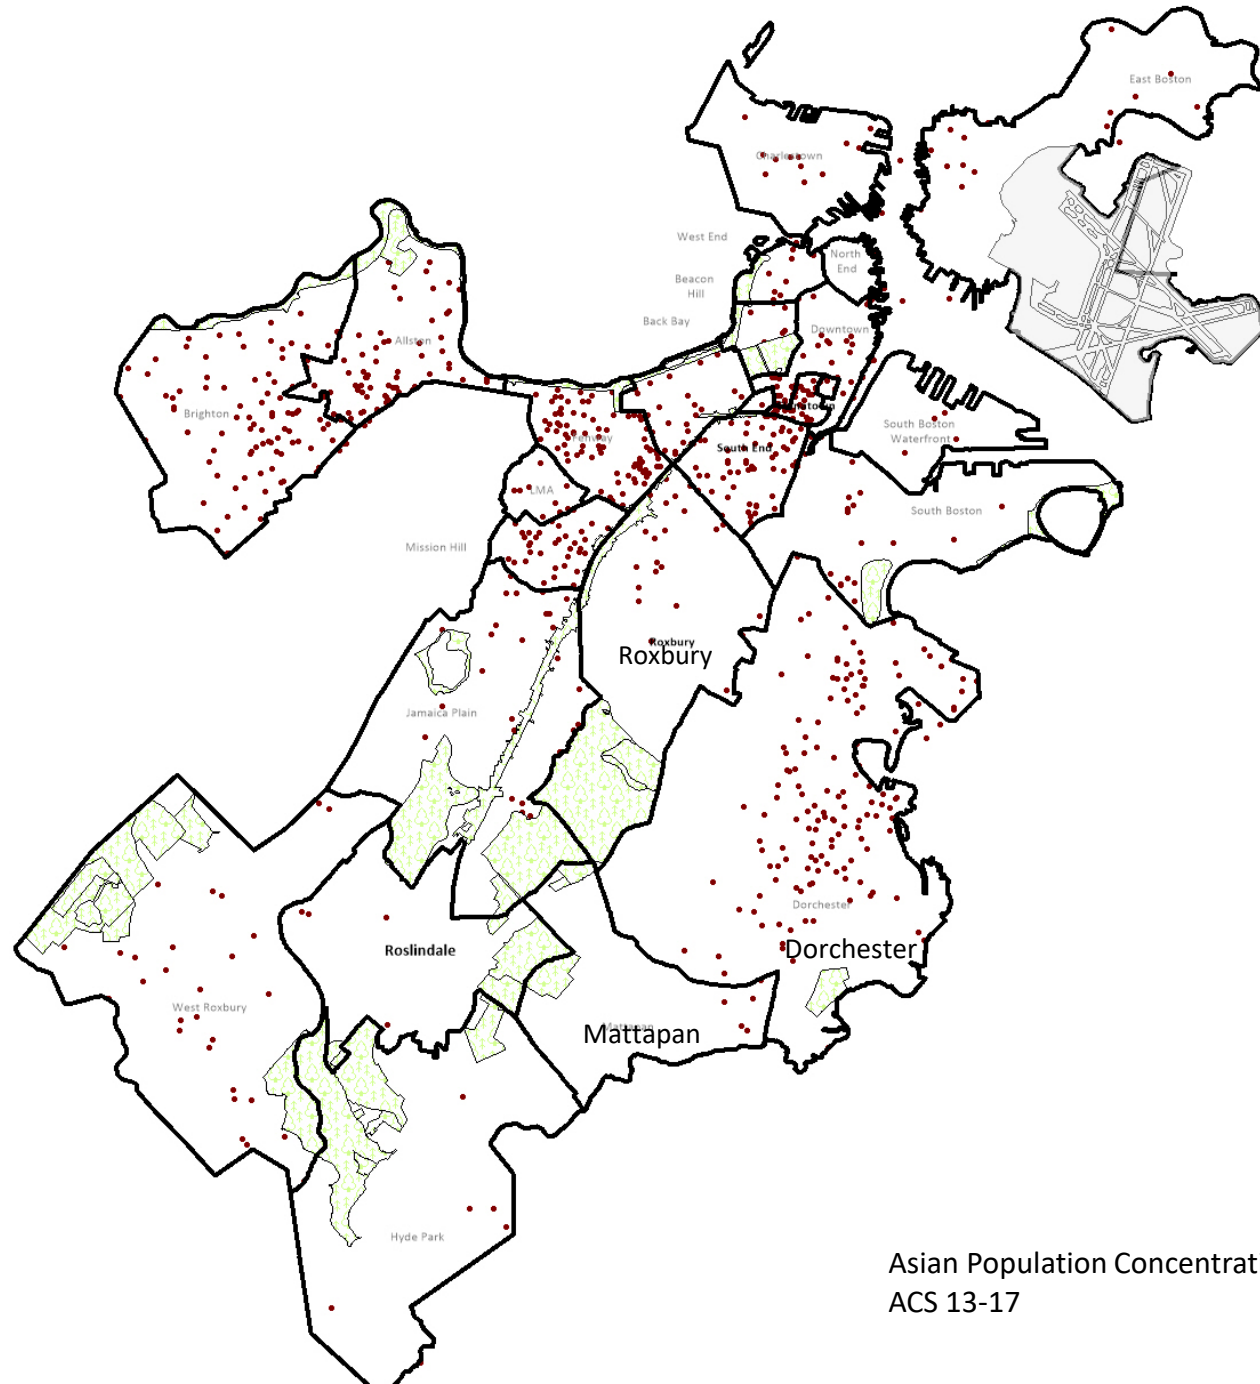 East Boston
Charlestown
West End
North
End
Beacon
Hill
Back Bay
Downtown
Allston
Chinatown
Brighton
South Boston
Waterfront
Fenway
South End
LMA
South Boston
Mission Hill
Roxbury
Roxbury
Jamaica Plain
Dorchester
Dorchester
Roslindale
West Roxbury
Mattapan
Mattapan
Hyde Park
Asian Population Concentrat
ACS 13-17